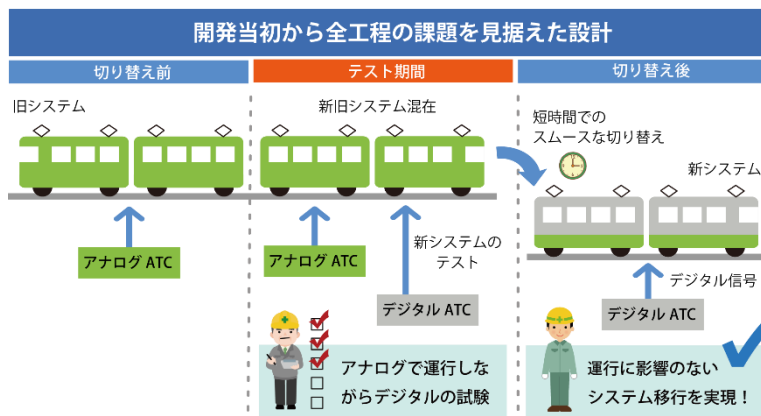 開発当初から全工程の課題を見据えた設計
切り替え前
テスト期間
切り替え後
旧システム
新旧システム混在
短時間での
スムースな切り替え
新システム
アナログ ATC
アナログ ATC
新システムの
テスト
デジタル ATC
デジタル信号
デジタル ATC
アナログで運行しな
がらデジタルの試験
運行に影響のない
システム移行を実現！